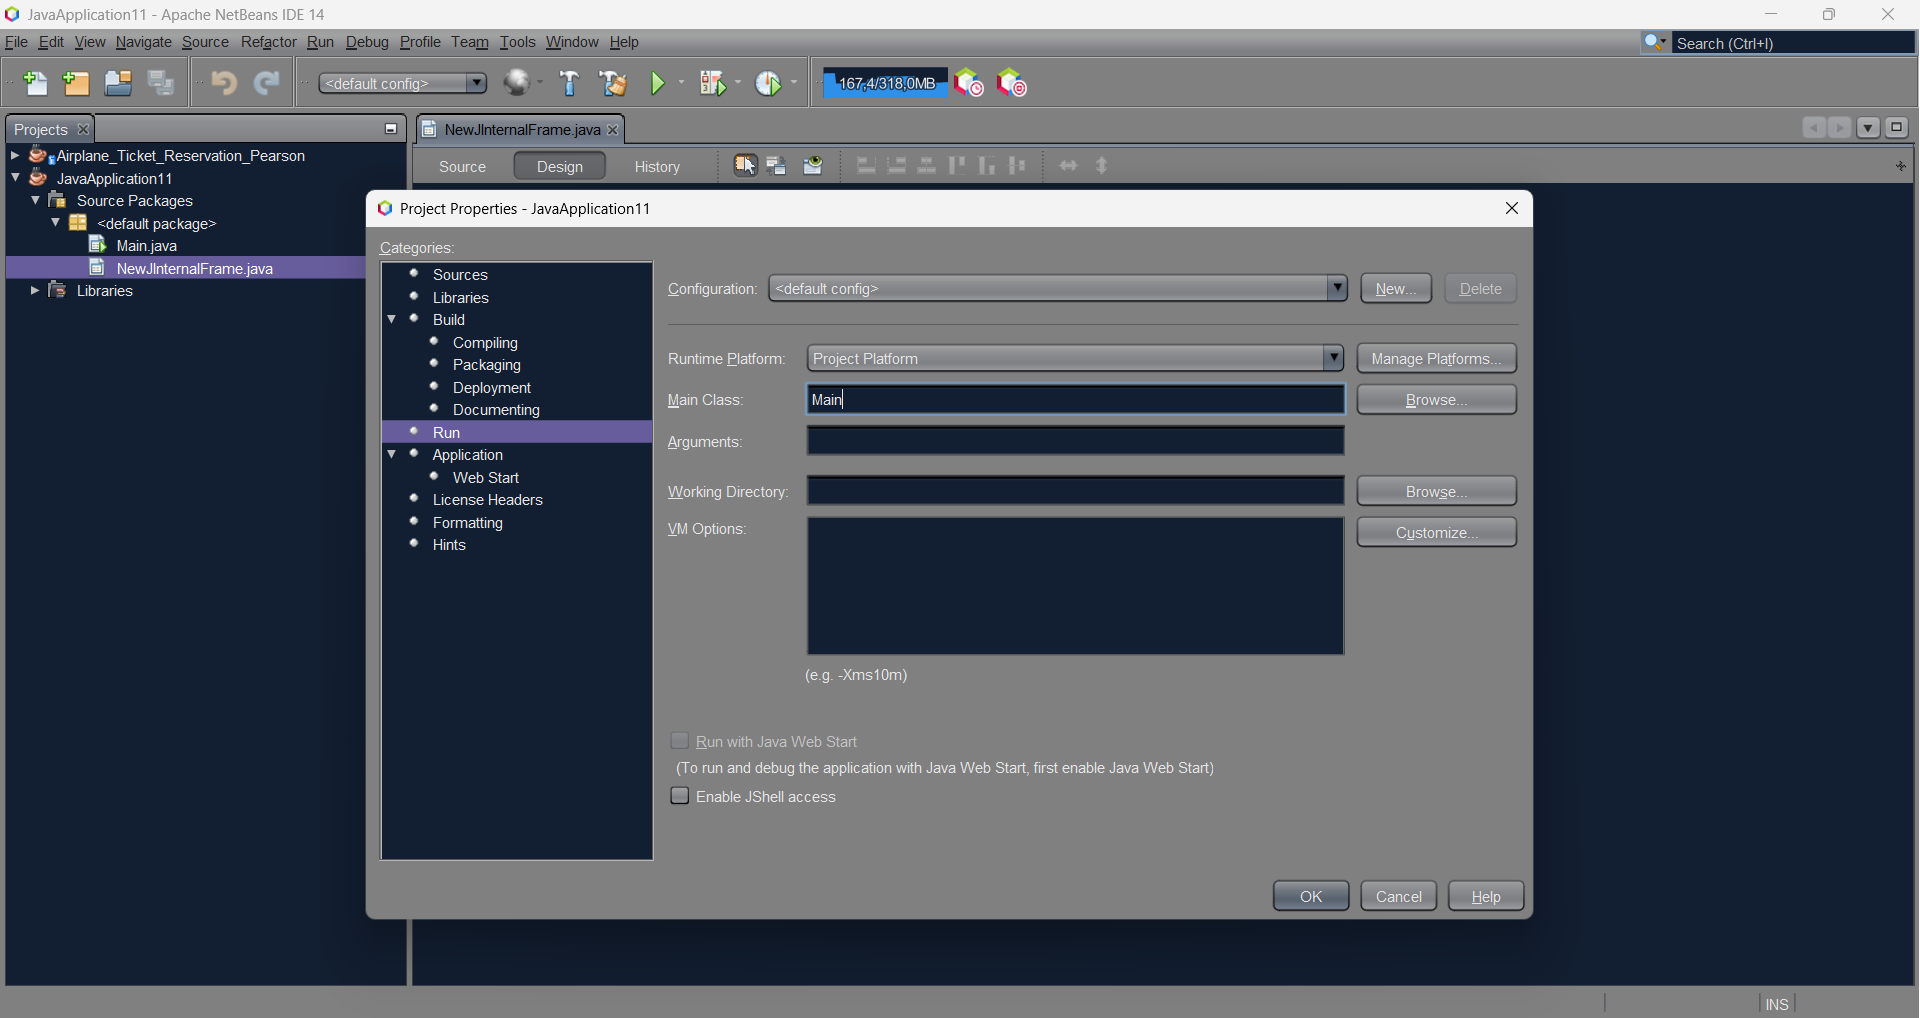 JavaApplication11 - Apache NetBeans IDE 14
File Edit View Navigate Source Refactor Run Debug Profile Team Tools Window Help
Search (Ctrl+I)
<default config>
167,4/318,0MB
Projects
NewJInternalFrame.java
Airplane_Ticket_Reservation_Pearson
JavaApplication11
Source Packages
<default package>
Main.java
NewJInternalFrame.java
Libraries
Source Design History
Project Properties - JavaApplication11
Categories:
Sources
Libraries
Build
Compiling
Packaging
Deployment
Documenting
Run
Application
Web Start
License Headers
Formatting
Hints
Configuration: <default config> New... Delete
Runtime Platform: Project Platform Manage Platforms...
Main Class: Main Browse...
Arguments:
Working Directory: Browse...
VM Options: Customize...
(e.g. -Xms10m)
Run with Java Web Start
(To run and debug the application with Java Web Start, first enable Java Web Start)
Enable JShell access
OK Cancel Help
INS